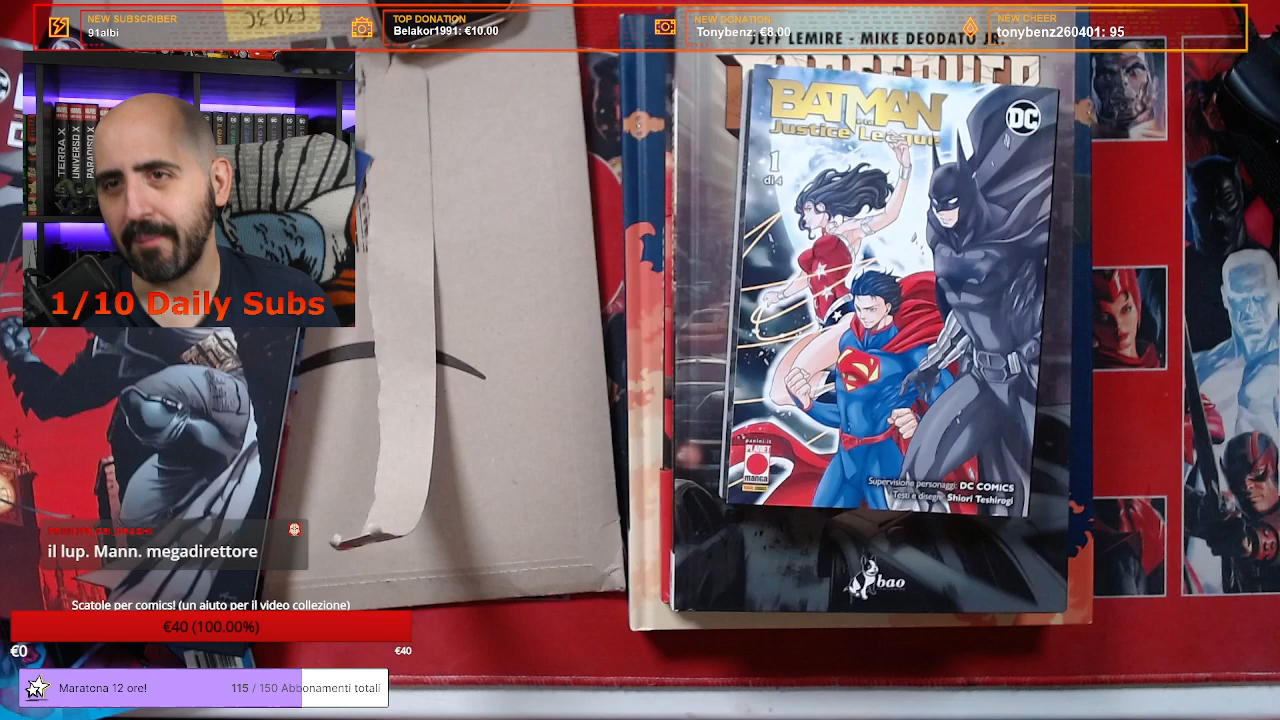 NEW SUBSCRIBER
91albi
TOP DONATION
Belakor1991: €10.00
NEW DONATION
Tonybenz: €8.00
NEW CHEER
tonybenz260401: 95
JEFF LEMIRE • MIKE DEODATO JR.
BATMAN
Justice League
DC
1
di 4
TERRA X
UNIVERSO X
PARADISO X
1/10 Daily Subs
panini.it
PLANET
manga
Supervisione personaggi: DC COMICS
Testi e disegni: Shiori Teshirogi
bao
il lup. Mann. megadirettore
Scatole per comics! (un aiuto per il video collezione)
€40 (100.00%)
€0
€40
Maratona 12 ore!
115 / 150 Abbonamenti totali